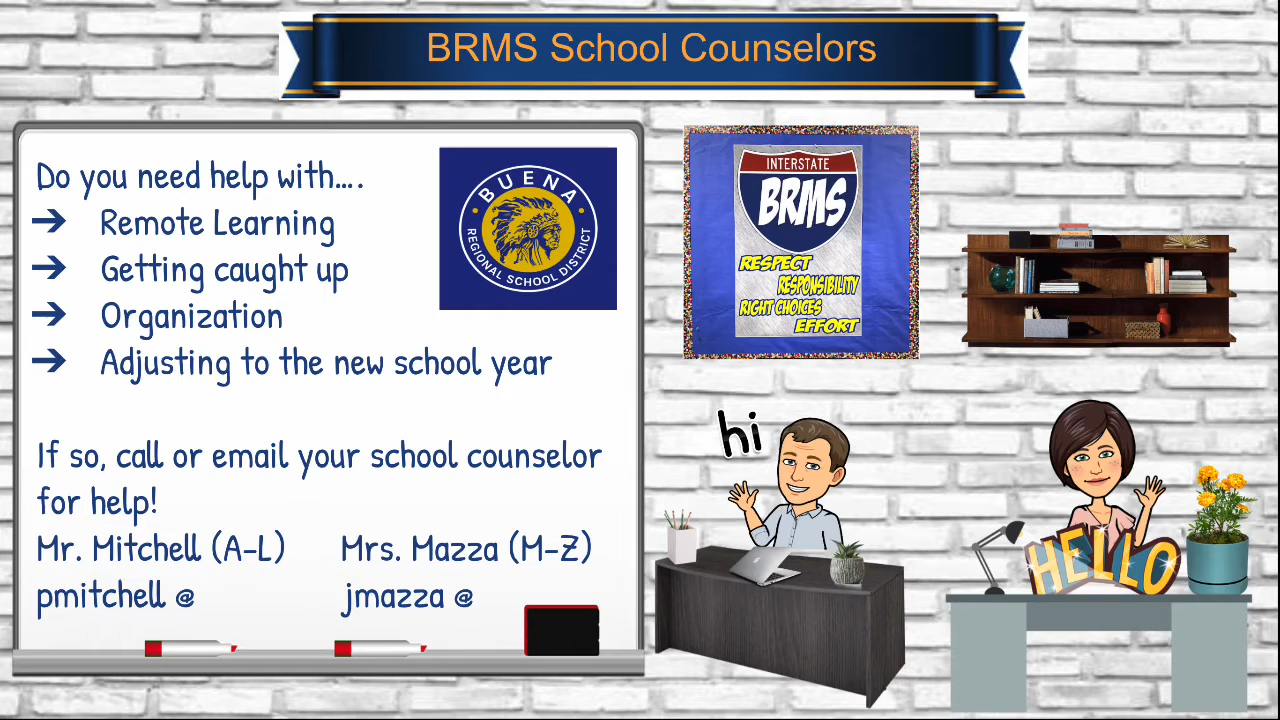 BRMS School Counselors
Do you need help with....
➔ Remote Learning
➔ Getting caught up
➔ Organization
➔ Adjusting to the new school year
If so, call or email your school counselor
for help!
Mr. Mitchell (A-L) Mrs. Mazza (M-Z)
pmitchell @ jmazza @
BUENA
REGIONAL SCHOOL DISTRICT
INTERSTATE
BRMS
RESPECT
RESPONSIBILITY
RIGHT CHOICES
EFFORT
hi
HELLO